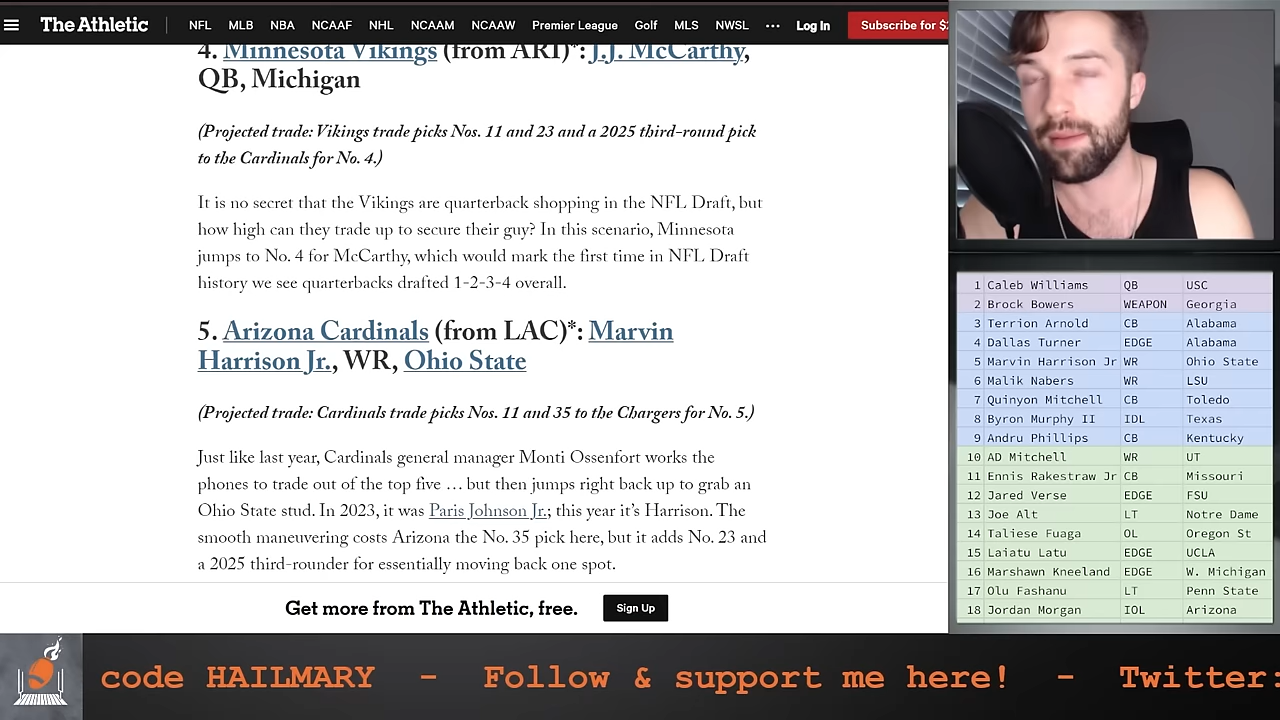 The Athletic
NFL MLB NBA NCAAF NHL NCAAM NCAAW Premier League Golf MLS NWSL ••• Log In Subscribe for $
4. Minnesota Vikings (from ARI)*: J.J. McCarthy,
QB, Michigan
(Projected trade: Vikings trade picks Nos. 11 and 23 and a 2025 third-round pick
to the Cardinals for No. 4.)
It is no secret that the Vikings are quarterback shopping in the NFL Draft, but
how high can they trade up to secure their guy? In this scenario, Minnesota
jumps to No. 4 for McCarthy, which would mark the first time in NFL Draft
history we see quarterbacks drafted 1-2-3-4 overall.
5. Arizona Cardinals (from LAC)*: Marvin
Harrison Jr., WR, Ohio State
(Projected trade: Cardinals trade picks Nos. 11 and 35 to the Chargers for No. 5.)
Just like last year, Cardinals general manager Monti Ossenfort works the
phones to trade out of the top five … but then jumps right back up to grab an
Ohio State stud. In 2023, it was Paris Johnson Jr.; this year it's Harrison. The
smooth maneuvering costs Arizona the No. 35 pick here, but it adds No. 23 and
a 2025 third-rounder for essentially moving back one spot.
Get more from The Athletic, free. Sign Up
1 Caleb Williams QB USC
2 Brock Bowers WEAPON Georgia
3 Terrion Arnold CB Alabama
4 Dallas Turner EDGE Alabama
5 Marvin Harrison Jr WR Ohio State
6 Malik Nabers WR LSU
7 Quinyon Mitchell CB Toledo
8 Byron Murphy II IDL Texas
9 Andru Phillips CB Kentucky
10 AD Mitchell WR UT
11 Ennis Rakestraw Jr CB Missouri
12 Jared Verse EDGE FSU
13 Joe Alt LT Notre Dame
14 Taliese Fuaga OL Oregon St
15 Laiatu Latu EDGE UCLA
16 Marshawn Kneeland EDGE W. Michigan
17 Olu Fashanu LT Penn State
18 Jordan Morgan IOL Arizona
code HAILMARY - Follow & support me here! - Twitter: